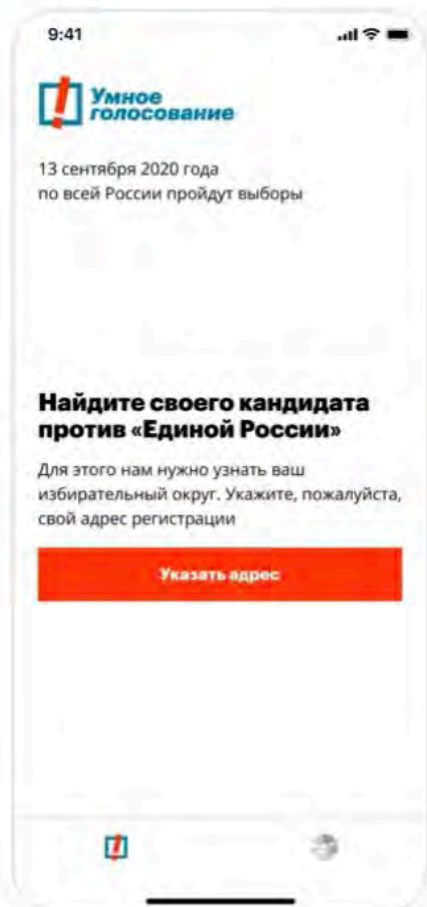 9:41
Умное
голосование
13 сентября 2020 года
по всей России пройдут выборы
Найдите своего кандидата
против «Единой России»
Для этого нам нужно узнать ваш
избирательный округ. Укажите, пожалуйста,
свой адрес регистрации
Указать адрес